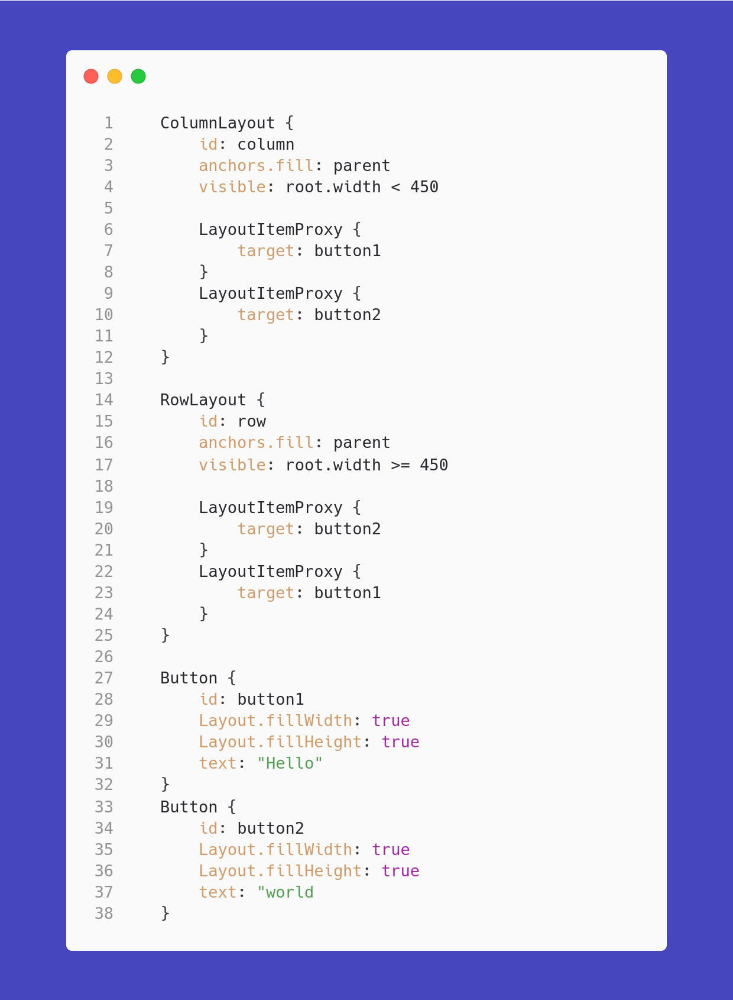 1    ColumnLayout {
2        id: column
3        anchors.fill: parent
4        visible: root.width < 450
5
6        LayoutItemProxy {
7            target: button1
8        }
9        LayoutItemProxy {
10            target: button2
11        }
12    }
13
14    RowLayout {
15        id: row
16        anchors.fill: parent
17        visible: root.width >= 450
18
19        LayoutItemProxy {
20            target: button2
21        }
22        LayoutItemProxy {
23            target: button1
24        }
25    }
26
27    Button {
28        id: button1
29        Layout.fillWidth: true
30        Layout.fillHeight: true
31        text: "Hello"
32    }
33    Button {
34        id: button2
35        Layout.fillWidth: true
36        Layout.fillHeight: true
37        text: "world
38    }